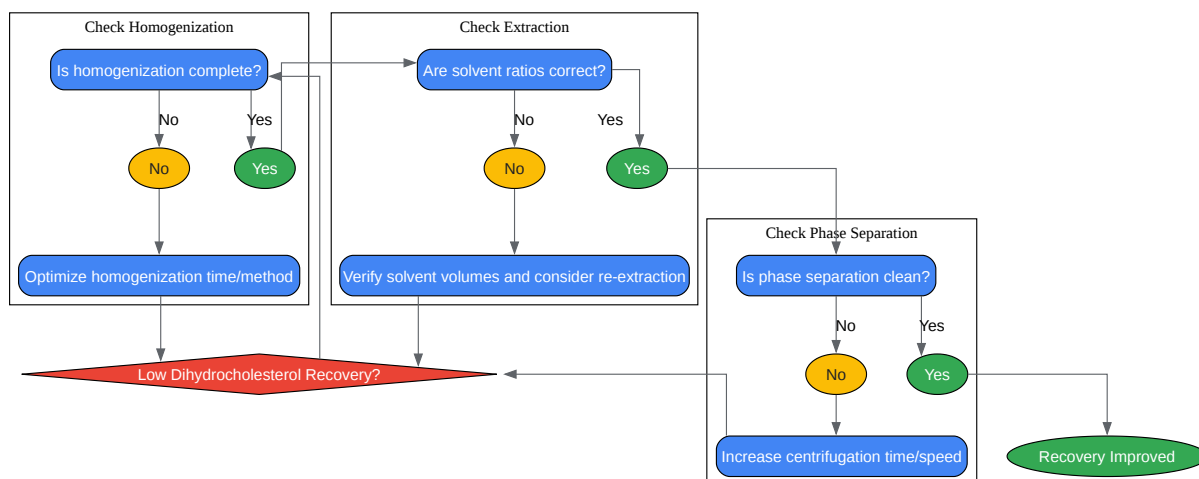 Check Homogenization
Is homogenization complete?
No
Yes
No
Yes
Optimize homogenization time/method
Check Extraction
Are solvent ratios correct?
No
Yes
No
Yes
Verify solvent volumes and consider re-extraction
Check Phase Separation
Is phase separation clean?
No
Yes
No
Yes
Increase centrifugation time/speed
Low Dihydrocholesterol Recovery?
Recovery Improved